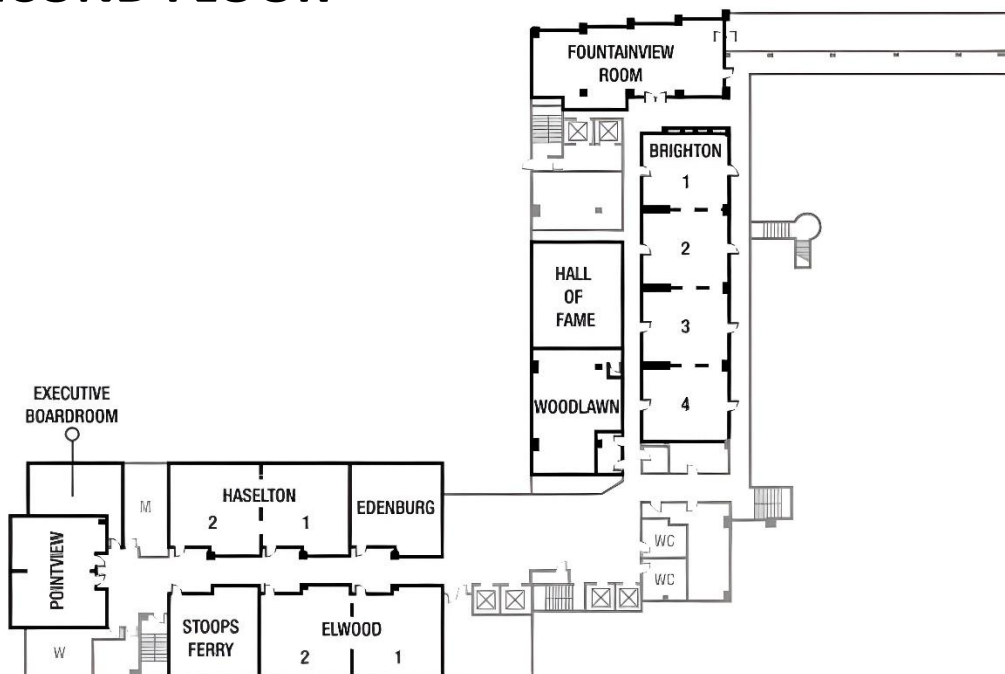 FOUNTAINVIEW
ROOM
BRIGHTON
1
2
HALL
OF
FAME
3
WOODLAWN
4
EXECUTIVE
BOARDROOM
M
HASELTON
2 1
EDENBURG
POINTVIEW
WC
WC
STOOPS
FERRY
ELWOOD
2 1
W